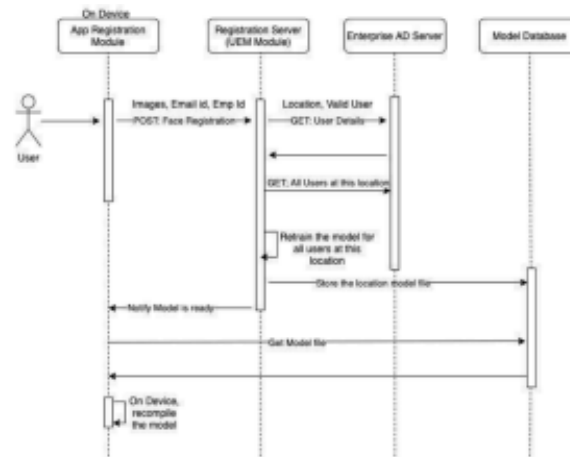 On Device
App Registration
Module
Registration Server
(UEM Module)
Enterprise AD Server
Model Database
Images, Email id, Emp Id
POST: Face Registration
Location, Valid User
GET: User Details
User
GET: All Users at this location
Retrain the model for
all users at this
location
Store the location model file
Notify Model is ready
Get Model file
On Device,
recompile
the model